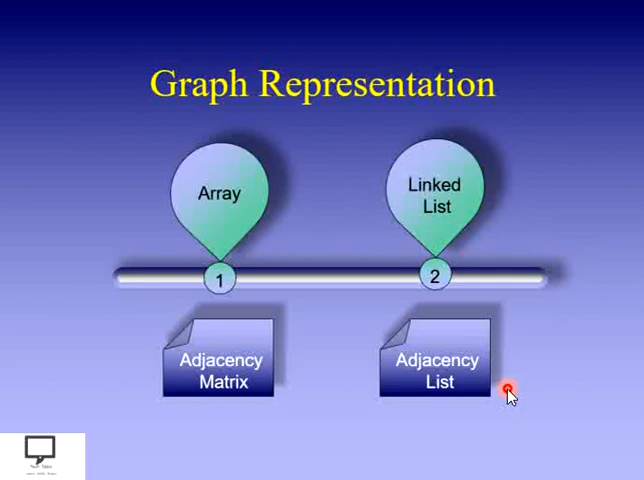 Graph Representation
Array
Linked
List
1
2
Adjacency
Matrix
Adjacency
List